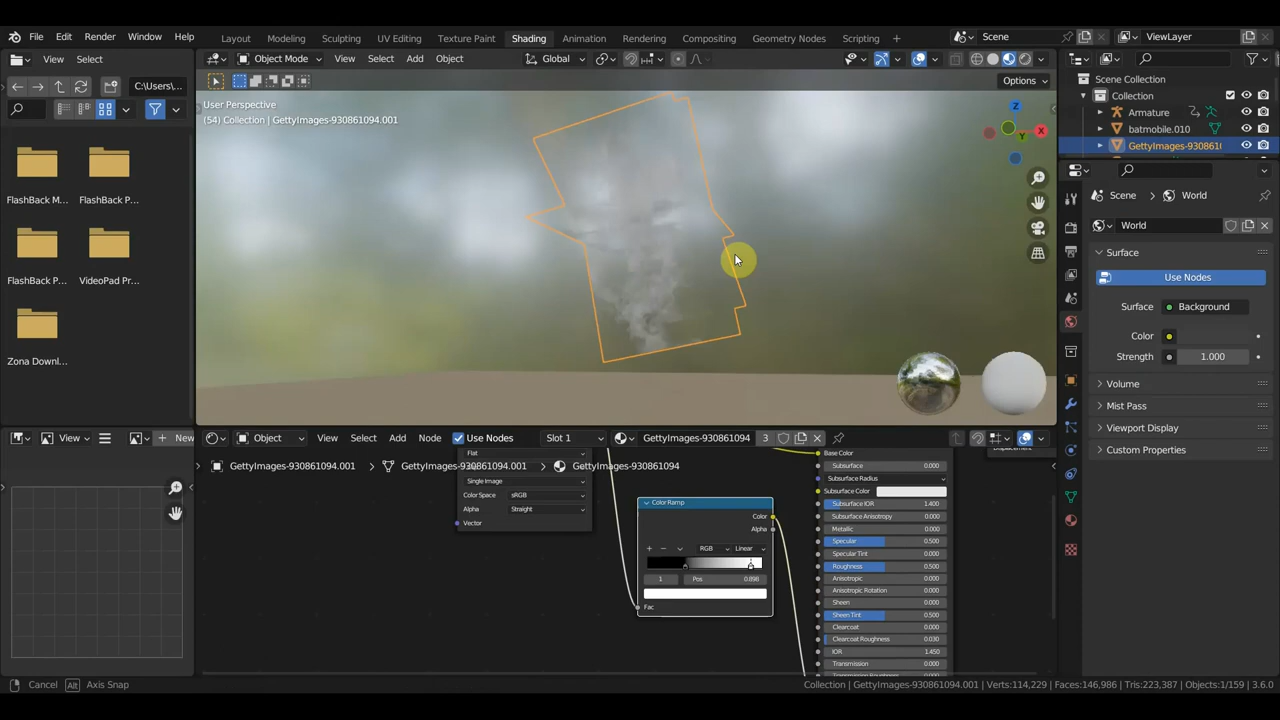 File Edit Render Window Help
Layout Modeling Sculpting UV Editing Texture Paint Shading Animation Rendering Compositing Geometry Nodes Scripting +
Scene
ViewLayer
View Select
Object Mode View Select Add Object Global
C:\Users\...
Options
User Perspective
(54) Collection | GettyImages-930861094.001
Z
X
Y
FlashBack M...
FlashBack P...
FlashBack P...
VideoPad Pr...
Zona Downl...
Scene Collection
Collection
Armature
batmobile.010
GettyImages-930861
Scene > World
World
Surface
Use Nodes
Surface Background
Color
Strength 1.000
Volume
Mist Pass
Viewport Display
Custom Properties
View
New
Object View Select Add Node Use Nodes Slot 1 GettyImages-930861094 3
GettyImages-930861094.001 > GettyImages-930861094.001 > GettyImages-930861094
Flat
Single Image
Color Space sRGB
Alpha Straight
Vector
Color Ramp
Color
Alpha
RGB Linear
1 Pos 0.898
Fac
Base Color
Subsurface 0.000
Subsurface Radius
Subsurface Color
Subsurface IOR 1.400
Subsurface Anisotropy 0.000
Metallic 0.000
Specular 0.500
Specular Tint 0.000
Roughness 0.500
Anisotropic 0.000
Anisotropic Rotation 0.000
Sheen 0.000
Sheen Tint 0.500
Clearcoat 0.000
Clearcoat Roughness 0.030
IOR 1.450
Transmission 0.000
Cancel Alt Axis Snap
Collection | GettyImages-930861094.001 | Verts:114,229 | Faces:146,986 | Tris:223,387 | Objects:1/159 | 3.6.0